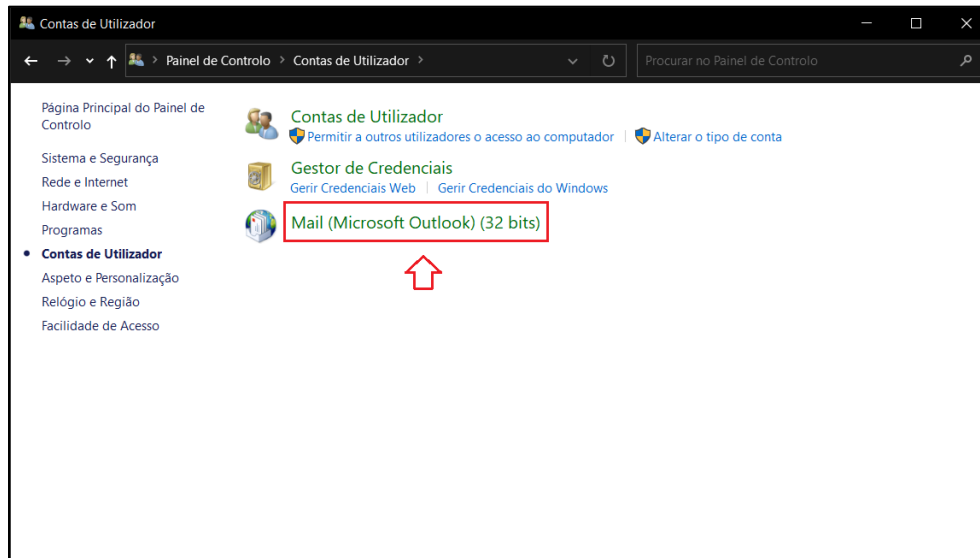 Contas de Utilizador
Painel de Controlo > Contas de Utilizador >
Procurar no Painel de Controlo
Página Principal do Painel de
Controlo
Sistema e Segurança
Rede e Internet
Hardware e Som
Programas
Contas de Utilizador
Aspeto e Personalização
Relógio e Região
Facilidade de Acesso
Contas de Utilizador
Permitir a outros utilizadores o acesso ao computador | Alterar o tipo de conta
Gestor de Credenciais
Gerir Credenciais Web | Gerir Credenciais do Windows
Mail (Microsoft Outlook) (32 bits)